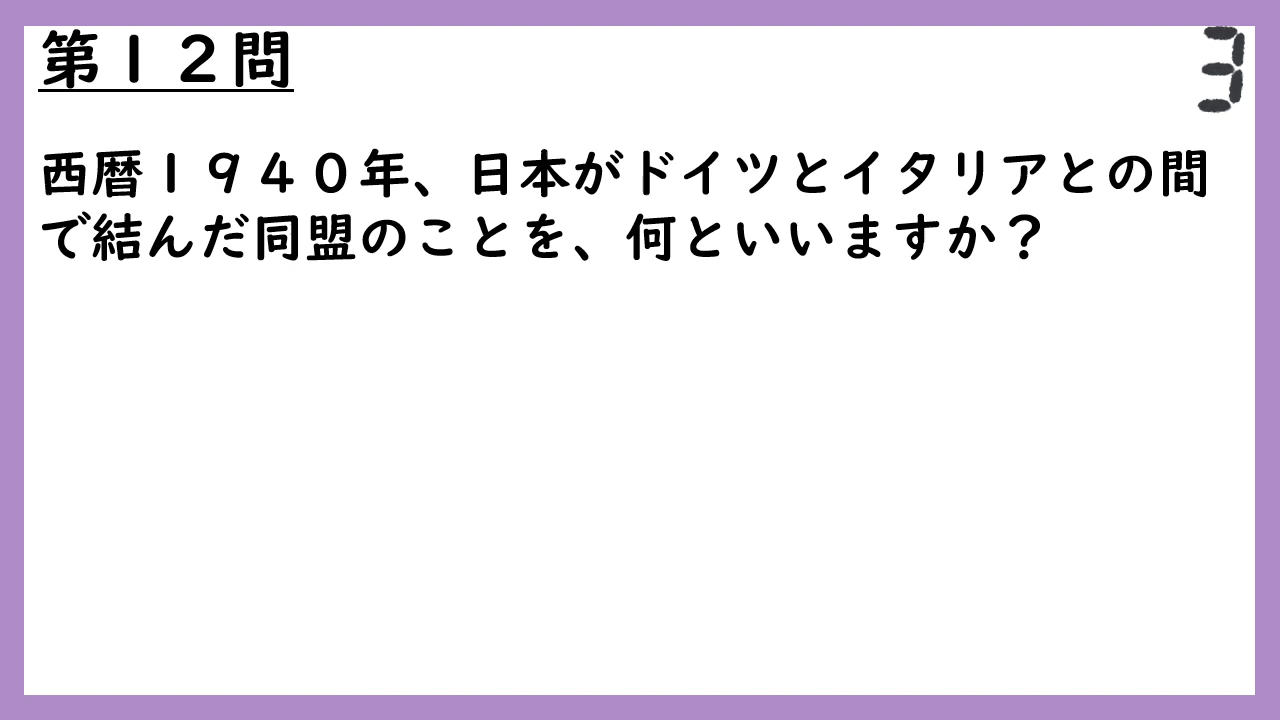 第１２問
3
西暦１９４０年、日本がドイツとイタリアとの間
で結んだ同盟のことを、何といいますか？